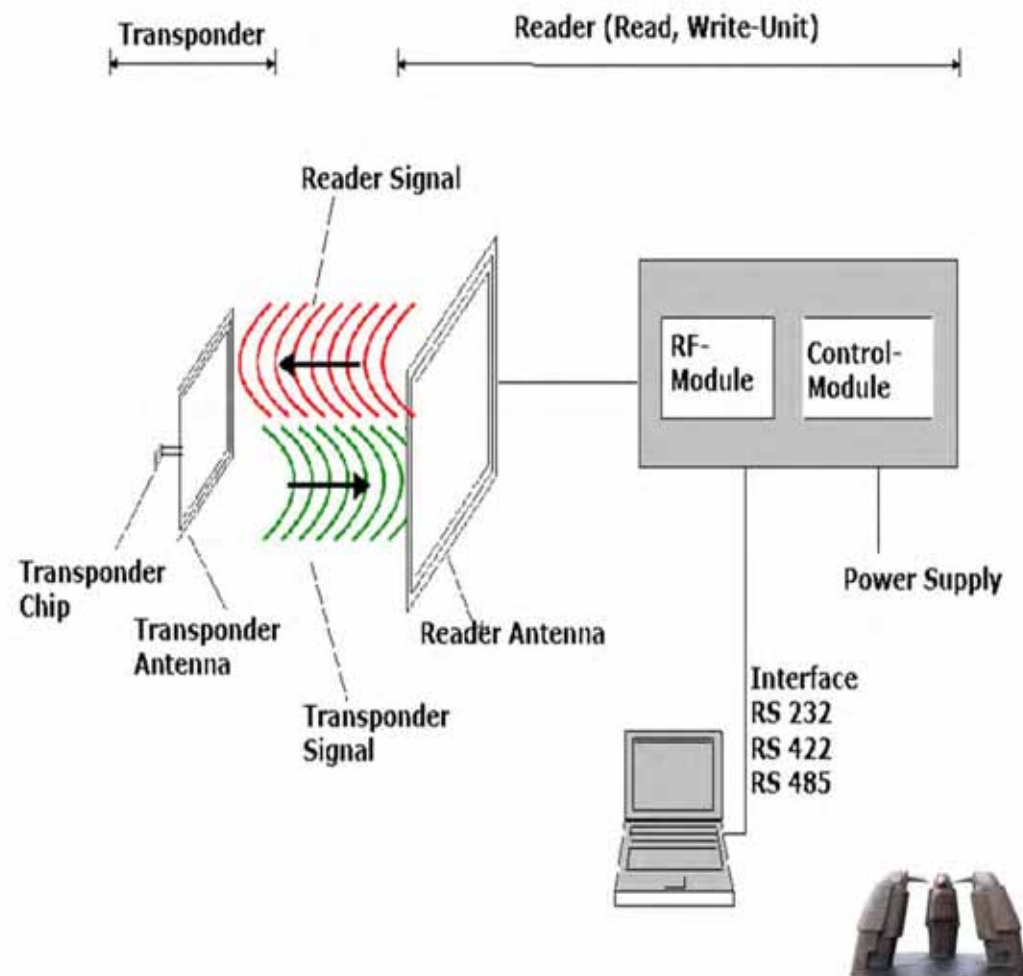 Transponder
Reader (Read, Write-Unit)
Reader Signal
RF-
Module
Control-
Module
Transponder
Chip
Transponder
Antenna
Reader Antenna
Power Supply
Transponder
Signal
Interface
RS 232
RS 422
RS 485